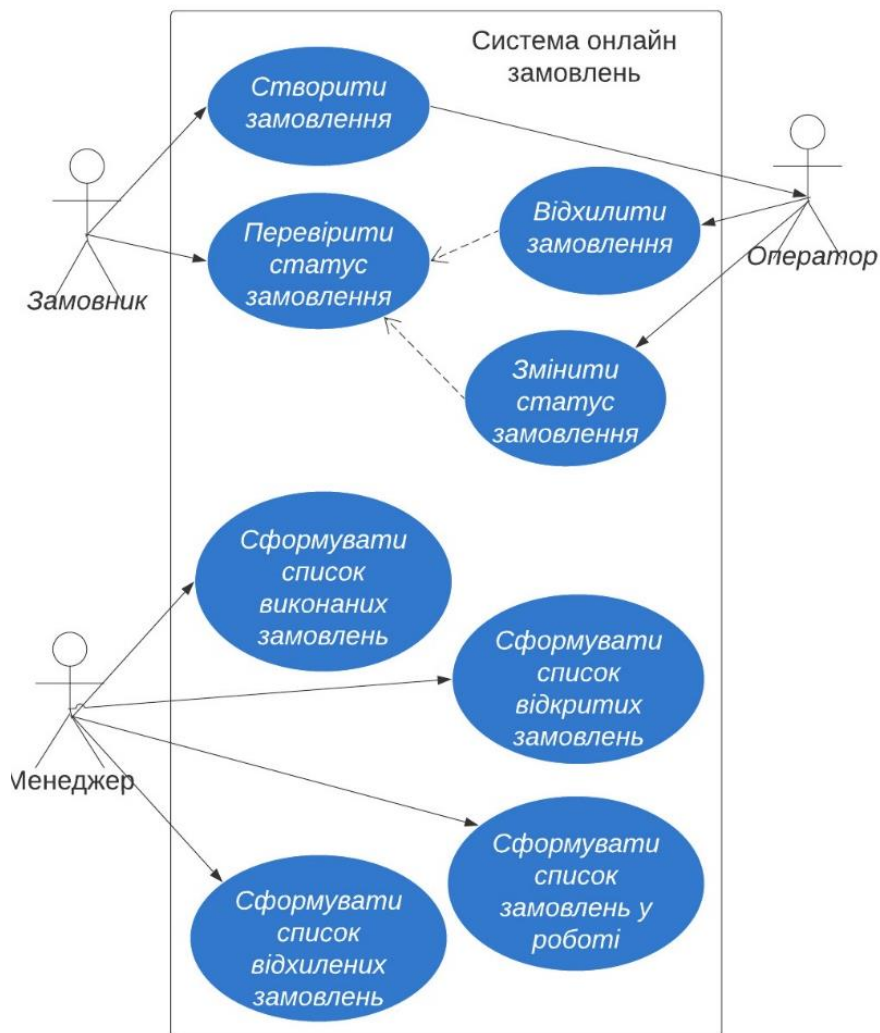 Система онлайн
замовлень
Створити
замовлення
Перевірити
статус
замовлення
Відхилити
замовлення
Замовник
Оператор
Змінити
статус
замовлення
Сформувати
список
виконаних
замовлень
Сформувати
список
відкритих
замовлень
Менеджер
Сформувати
список
замовлень у
роботі
Сформувати
список
відхилених
замовлень